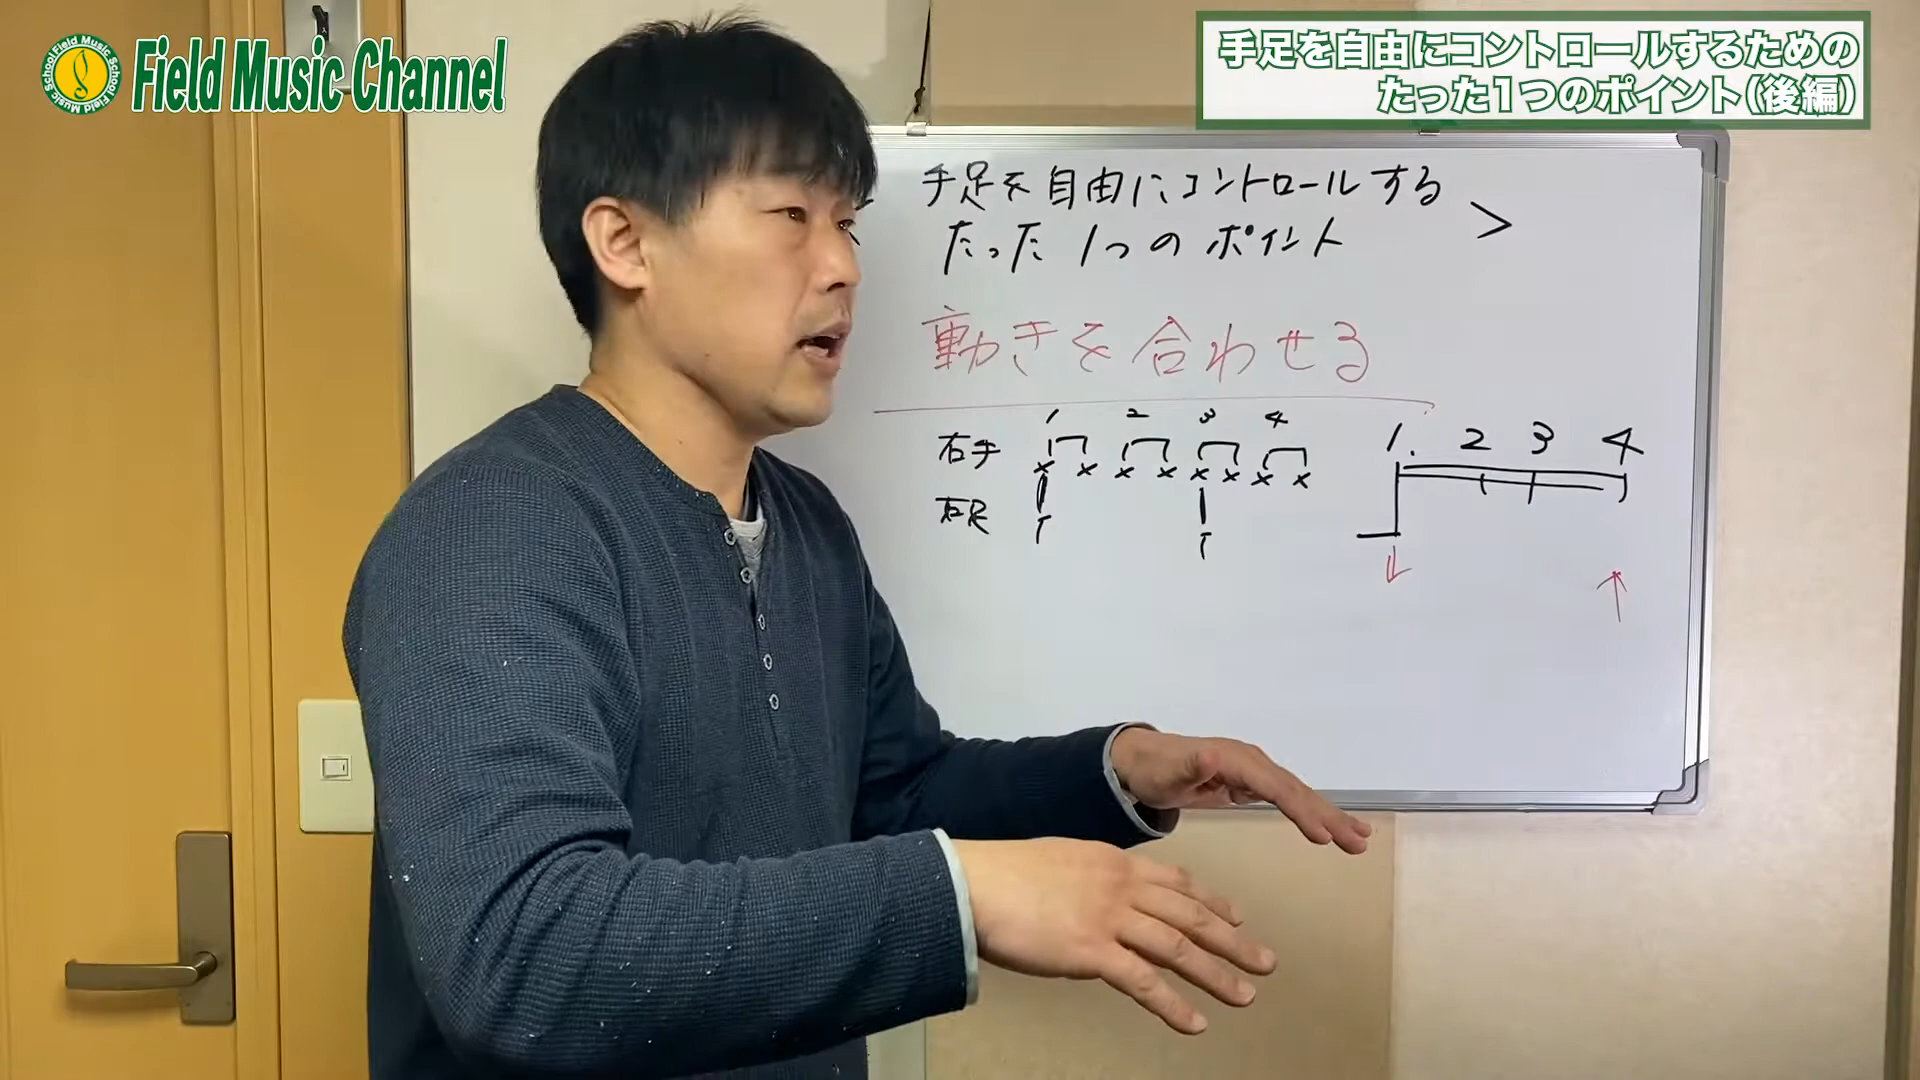 Field Music Channel
手足を自由にコントロールするための
たった1つのポイント(後編)
手足を自由にコントロールする
たった1つのポイント
>
動きを合わせる
1 2 3 4
右手
右足
1. 2 3 4